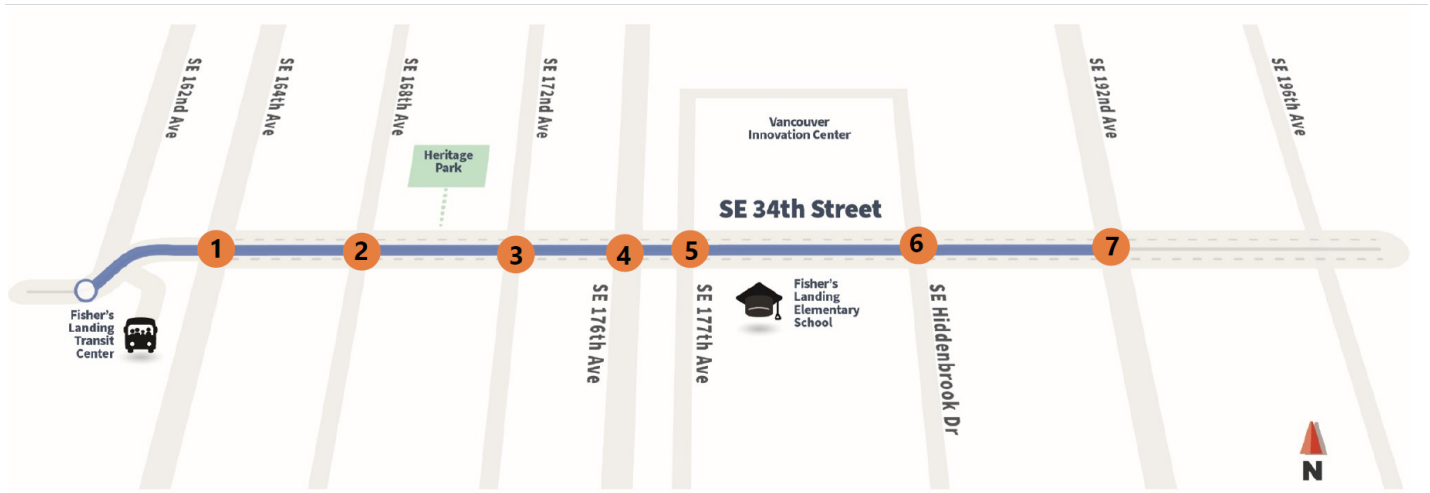 SE 162nd Ave
SE 164th Ave
SE 168th Ave
SE 172nd Ave
SE 192nd Ave
SE 196th Ave
Vancouver
Innovation Center
Heritage
Park
SE 34th Street
1
2
3
4
5
6
7
Fisher's
Landing
Transit
Center
SE 176th Ave
SE 177th Ave
Fisher's
Landing
Elementary
School
SE Hiddenbrook Dr
N